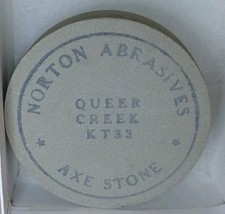 NORTON ABRASIVES
QUEER
CREEK
KT33
AXE STONE